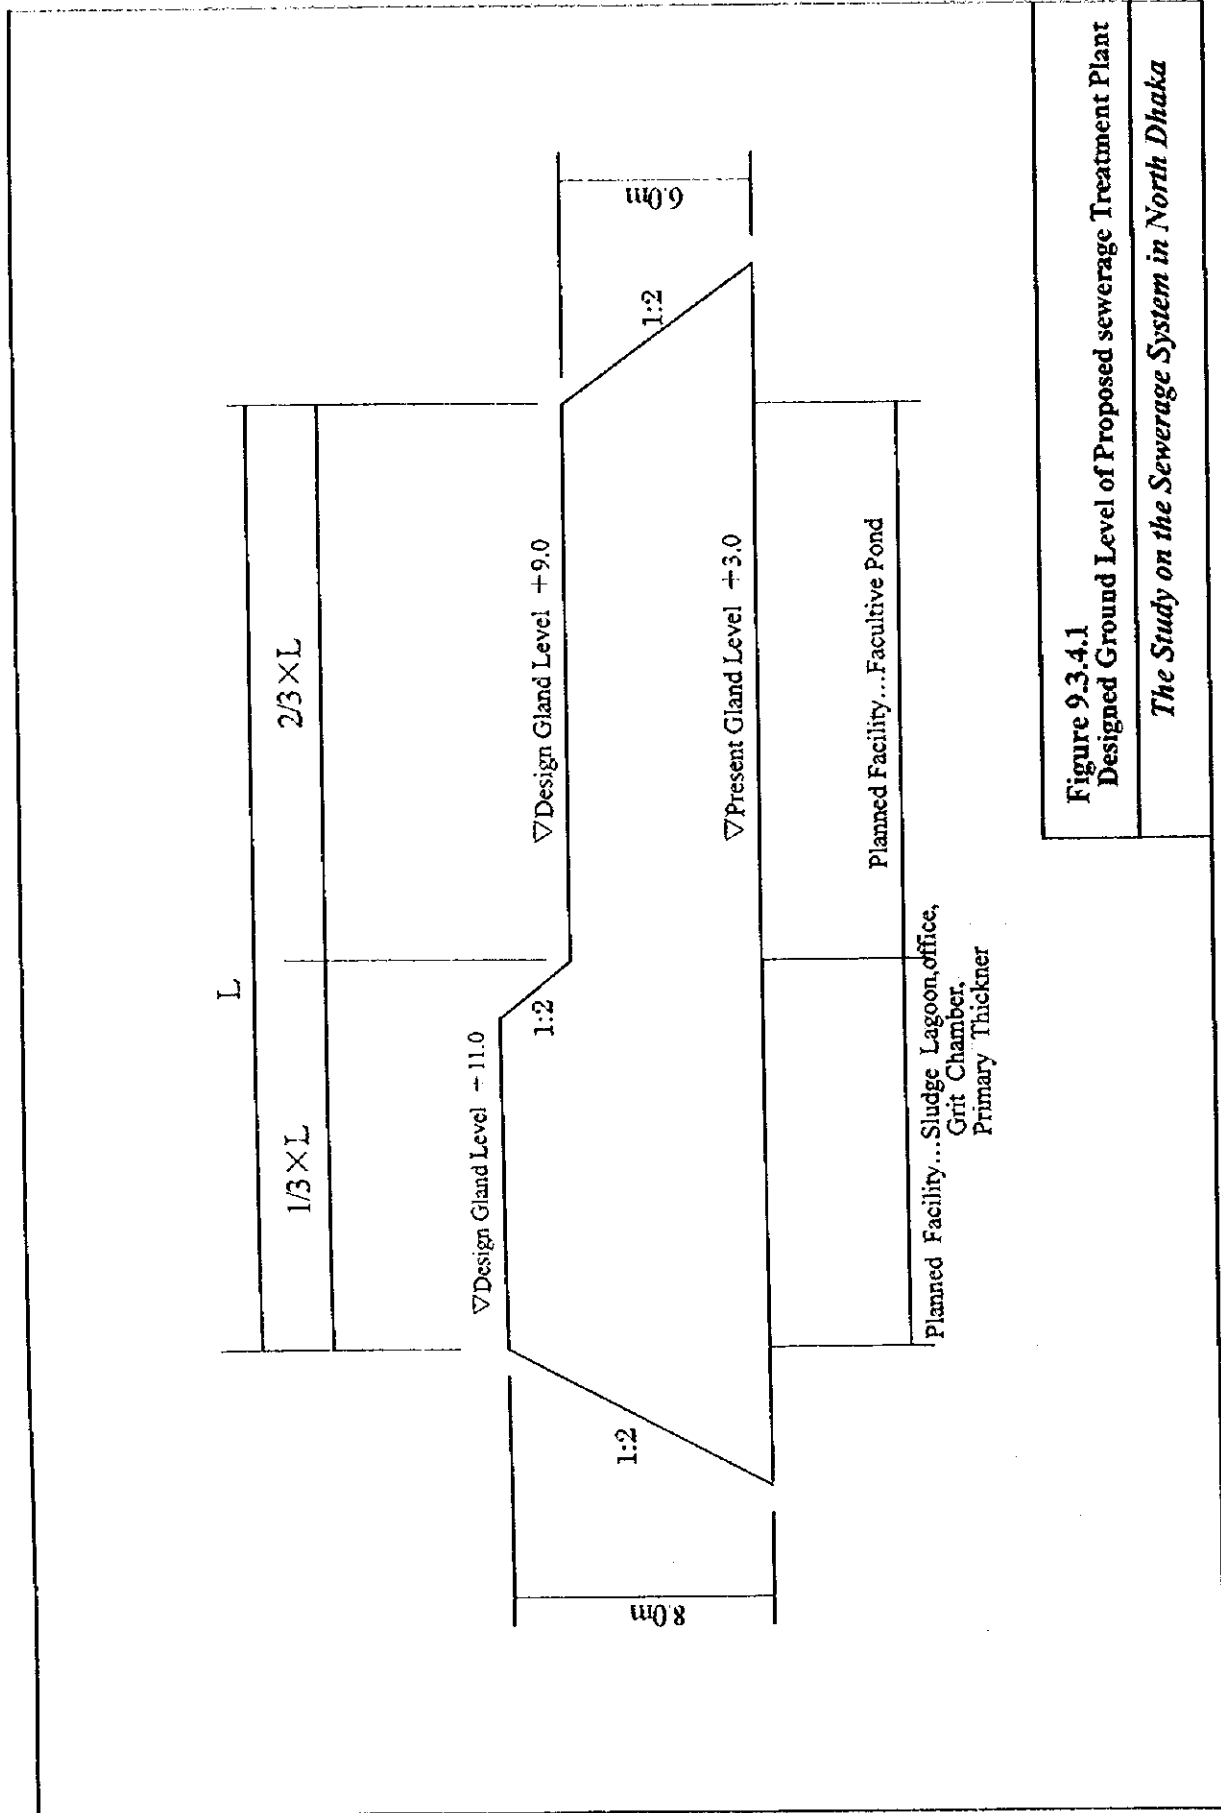 L
1/3×L
2/3×L
▽Design Gland Level +11.0
1:2
▽Design Gland Level +9.0
1:2
1:2
8.0m
6.0m
▽Present Gland Level +3.0
Planned Facility...Sludge Lagoon,office,
Grit Chamber,
Primary Thickner
Planned Facility...Facultive Pond
Figure 9.3.4.1
Designed Ground Level of Proposed sewerage Treatment Plant
The Study on the Sewerage System in North Dhaka